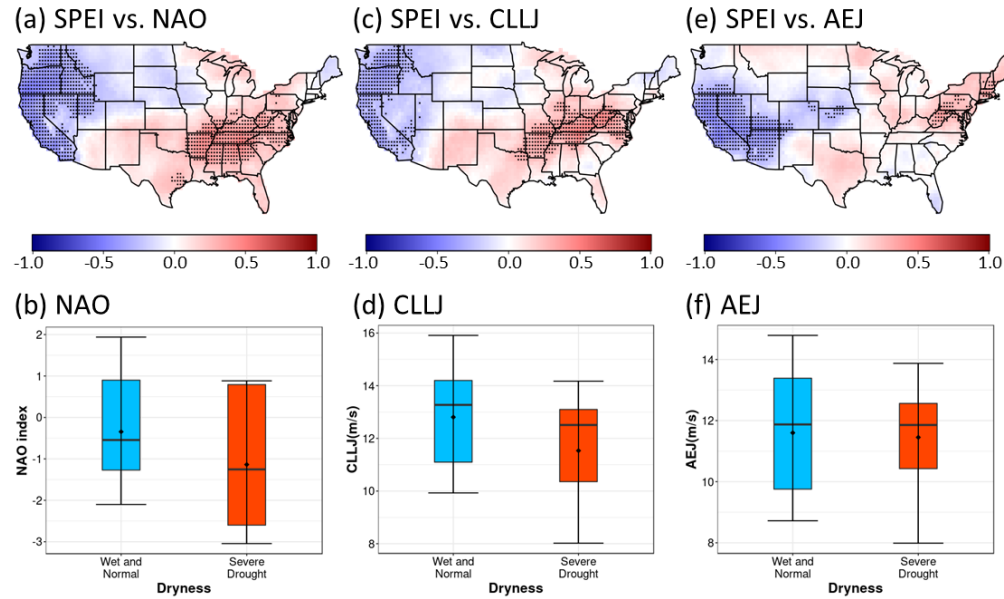 (a) SPEI vs. NAO
(c) SPEI vs. CLLJ
(e) SPEI vs. AEJ
-1.0 -0.5 0.0 0.5 1.0
-1.0 -0.5 0.0 0.5 1.0
-1.0 -0.5 0.0 0.5 1.0
(b) NAO
2
1
0
-1
-2
-3
NAO index
Wet and
Normal
Severe
Drought
Dryness
(d) CLLJ
16
14
12
10
8
CLLJ(m/s)
Wet and
Normal
Severe
Drought
Dryness
(f) AEJ
14
12
10
8
AEJ(m/s)
Wet and
Normal
Severe
Drought
Dryness